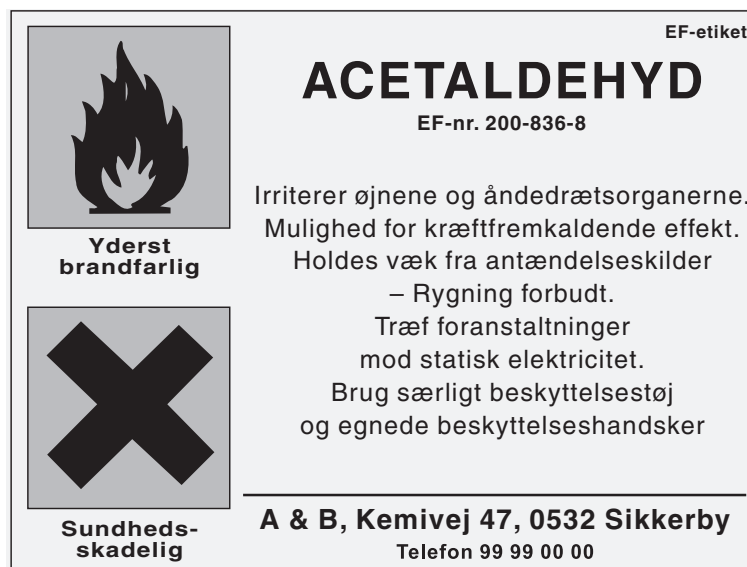 EF-etiket
ACETALDEHYD
EF-nr. 200-836-8
Yderst
brandfarlig
Irriterer øjnene og åndedrætsorganerne.
Mulighed for kræftfremkaldende effekt.
Holdes væk fra antændelseskilder
– Rygning forbudt.
Træf foranstaltninger
mod statisk elektricitet.
Brug særligt beskyttelsestøj
og egnede beskyttelseshandsker
Sundheds-
skadelig
A & B, Kemivej 47, 0532 Sikkerby
Telefon 99 99 00 00